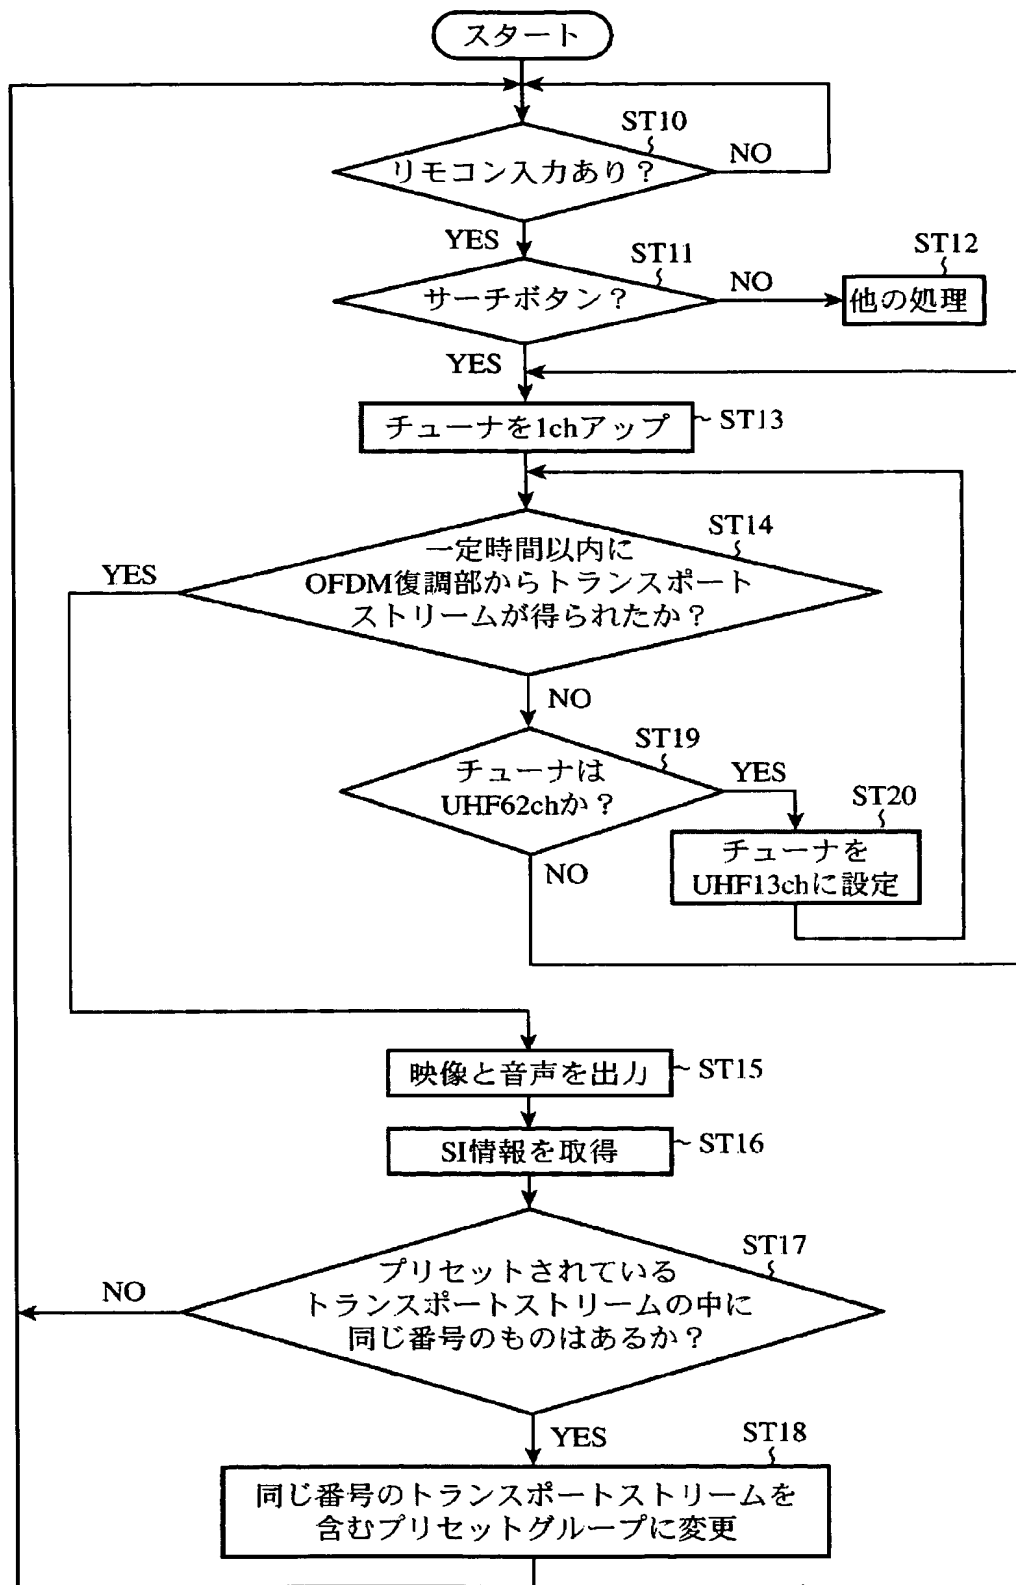 スタート
ST10
リモコン入力あり？
NO
YES
ST11
サーチボタン？
NO
ST12
他の処理
YES
チューナを1chアップ
ST13
ST14
一定時間以内に
OFDM復調部からトランスポート
ストリームが得られたか？
YES
NO
ST19
チューナは
UHF62chか？
YES
ST20
チューナを
UHF13chに設定
NO
映像と音声を出力
ST15
SI情報を取得
ST16
ST17
プリセットされている
トランスポートストリームの中に
同じ番号のものはあるか？
NO
YES
ST18
同じ番号のトランスポートストリームを
含むプリセットグループに変更